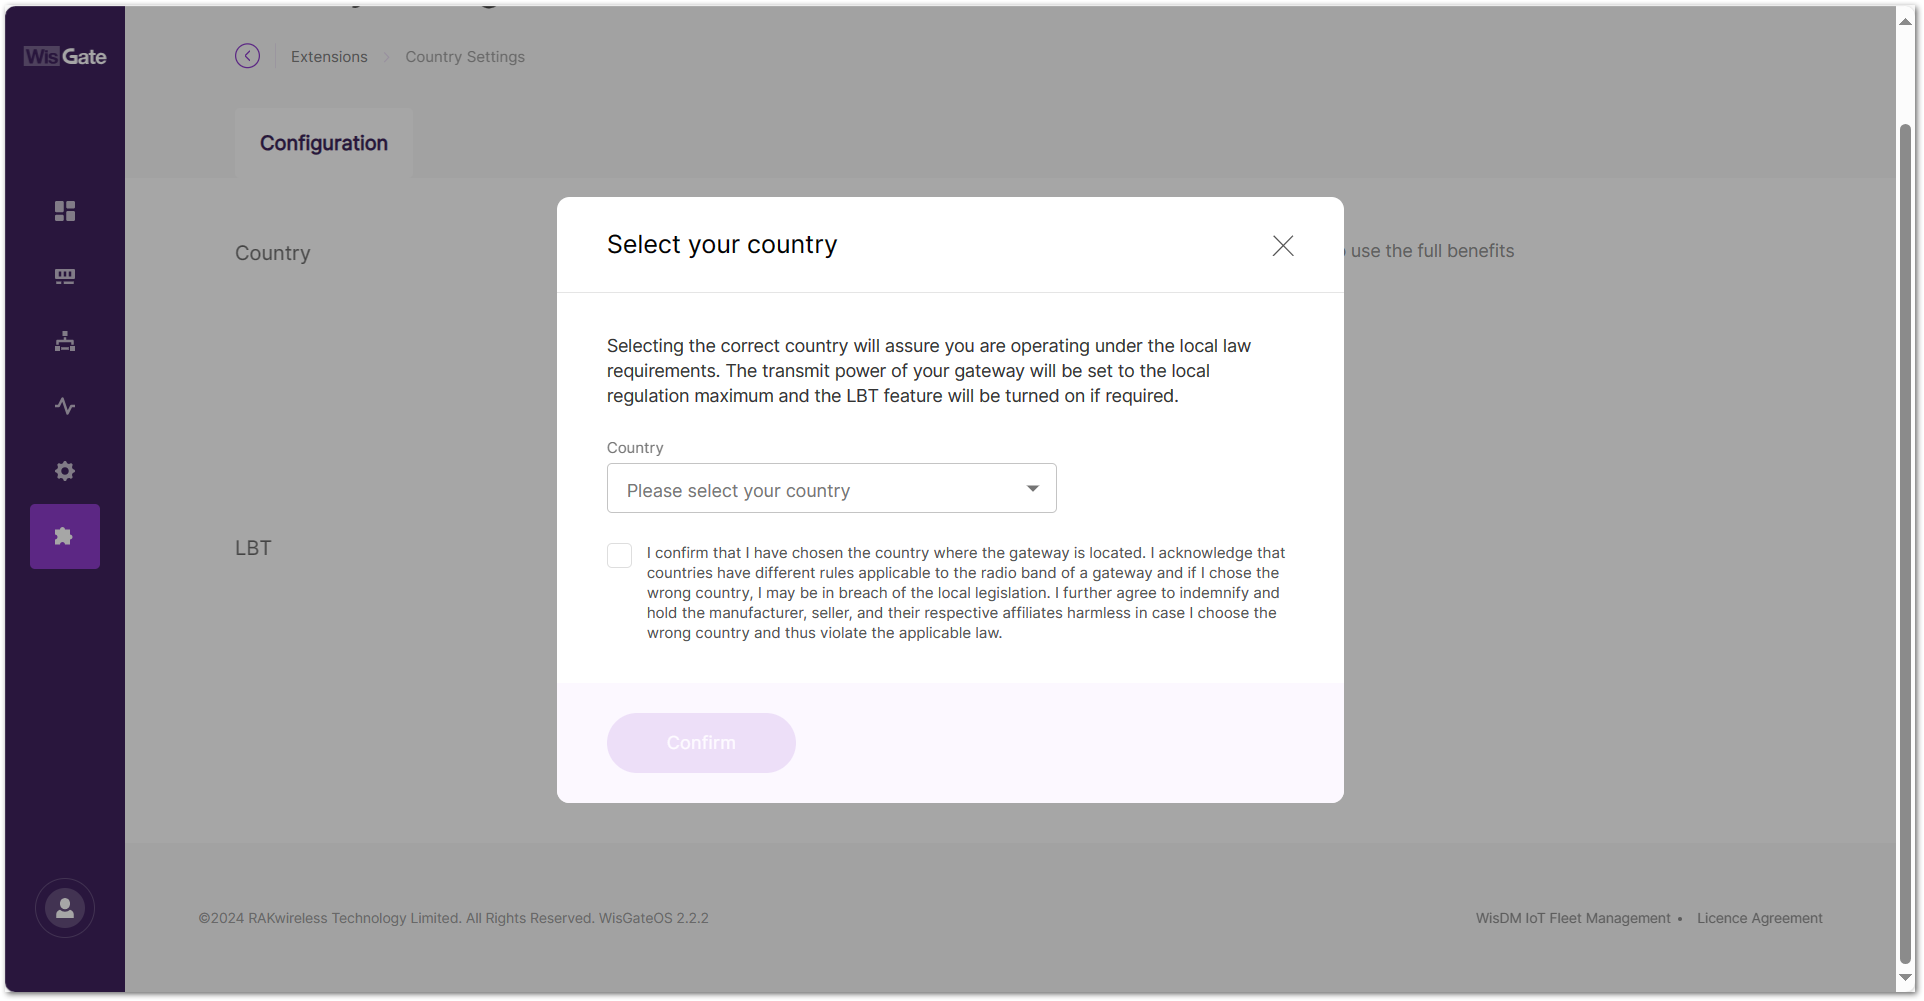 WisGate
Extensions
Country Settings
Configuration
Country
use the full benefits
LBT
Select your country
Selecting the correct country will assure you are operating under the local law
requirements. The transmit power of your gateway will be set to the local
regulation maximum and the LBT feature will be turned on if required.
Country
Please select your country
I confirm that I have chosen the country where the gateway is located. I acknowledge that
countries have different rules applicable to the radio band of a gateway and if I chose the
wrong country, I may be in breach of the local legislation. I further agree to indemnify and
hold the manufacturer, seller, and their respective affiliates harmless in case I choose the
wrong country and thus violate the applicable law.
Confirm
©2024 RAKwireless Technology Limited. All Rights Reserved. WisGateOS 2.2.2
WisDM IoT Fleet Management • Licence Agreement